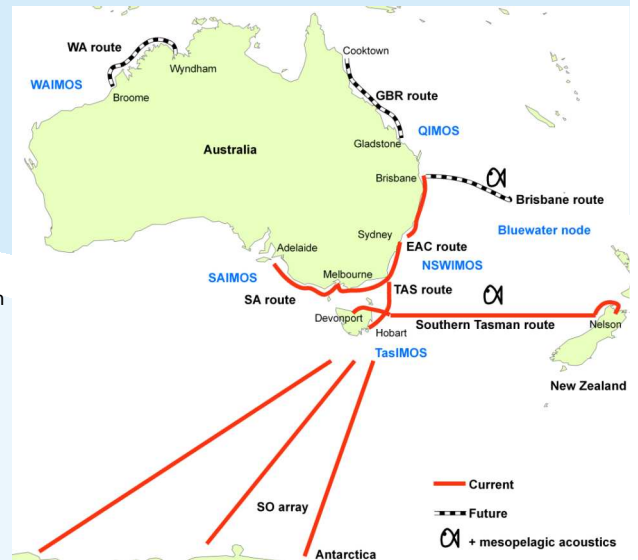 WA route
Cooktown
Wyndham
WAIMOS
Broome
GBR route
QIMOS
Gladstone
Australia
Brisbane
Brisbane route
Bluewater node
Sydney
Adelaide
EAC route
NSWIMOS
Melbourne
SAIMOS
SA route
TAS route
n
Devonport
Southern Tasman route
Nelson
Hobart
TasIMOS
New Zealand
Current
SO array
Future
+ mesopelagic acoustics
Antarctica